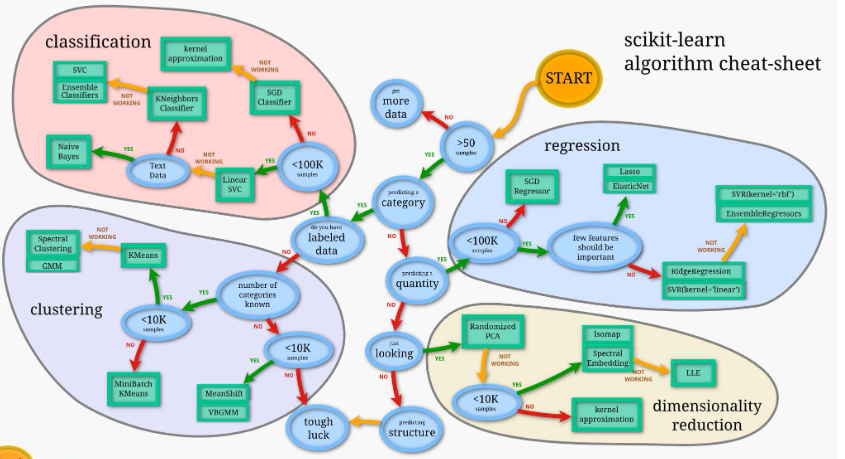 scikit-learn
algorithm cheat-sheet
START
classification
kernel
approximation
NOT
WORKING
SVC
Ensemble
Classifiers
NOT
WORKING
KNeighbors
Classifier
SGD
Classifier
NO
Naive
Bayes
YES
Text
Data
NO
NOT
WORKING
Linear
SVC
YES
<100K
samples
YES
get
more
data
NO
>50
samples
YES
predicting a
category
YES
do you have
labeled
data
NO
NO
predicting a
quantity
YES
NO
just
looking
YES
NO
predicting
structure
tough
luck
regression
SGD
Regressor
NO
<100K
samples
YES
Lasso
ElasticNet
YES
few features
should be
important
NO
SVR(kernel='rbf')
EnsembleRegressors
NOT
WORKING
RidgeRegression
SVR(kernel='linear')
clustering
Spectral
Clustering
GMM
NOT
WORKING
KMeans
YES
<10K
samples
NO
MiniBatch
KMeans
YES
number of
categories
known
NO
<10K
samples
YES
NO
MeanShift
VBGMM
dimensionality
reduction
Randomized
PCA
NOT
WORKING
<10K
samples
YES
NO
Isomap
Spectral
Embedding
NOT
WORKING
LLE
kernel
approximation